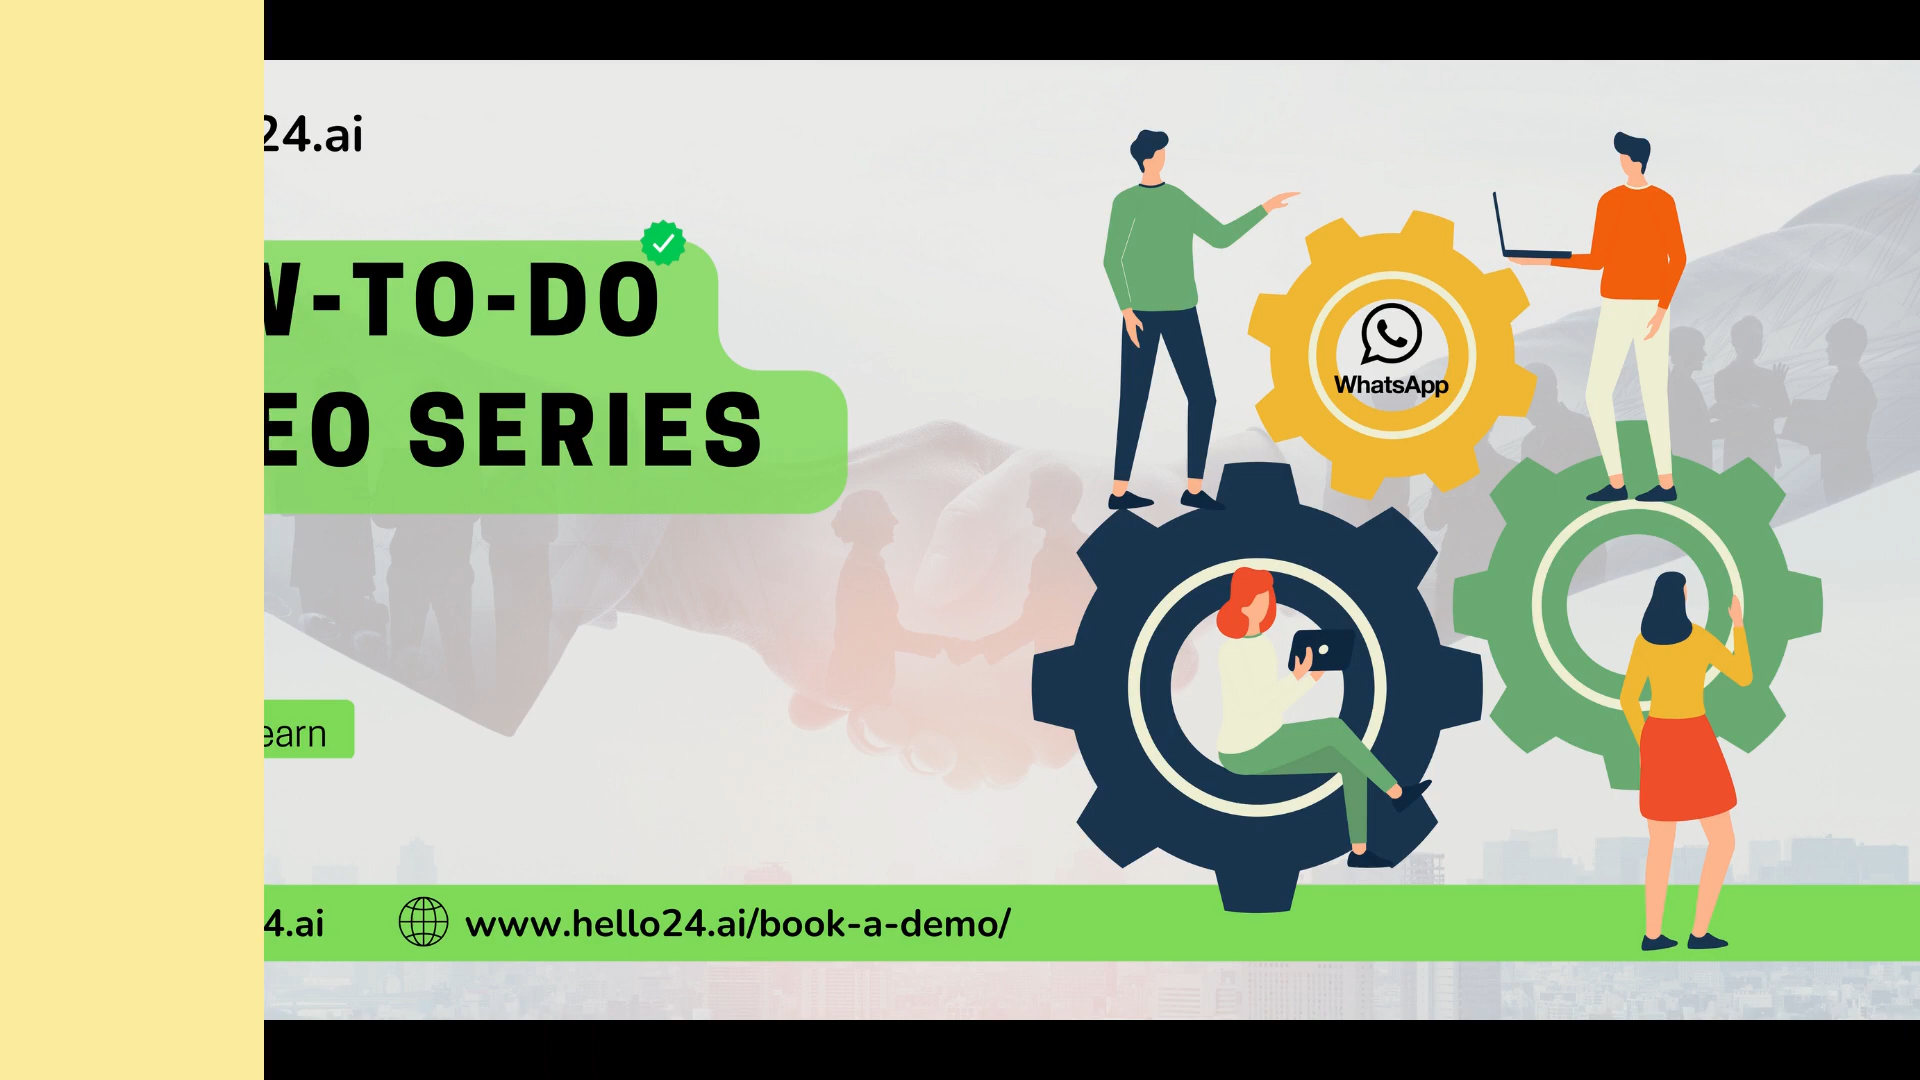 24.ai
W-TO-DO
EO SERIES
WhatsApp
earn
4.ai
www.hello24.ai/book-a-demo/